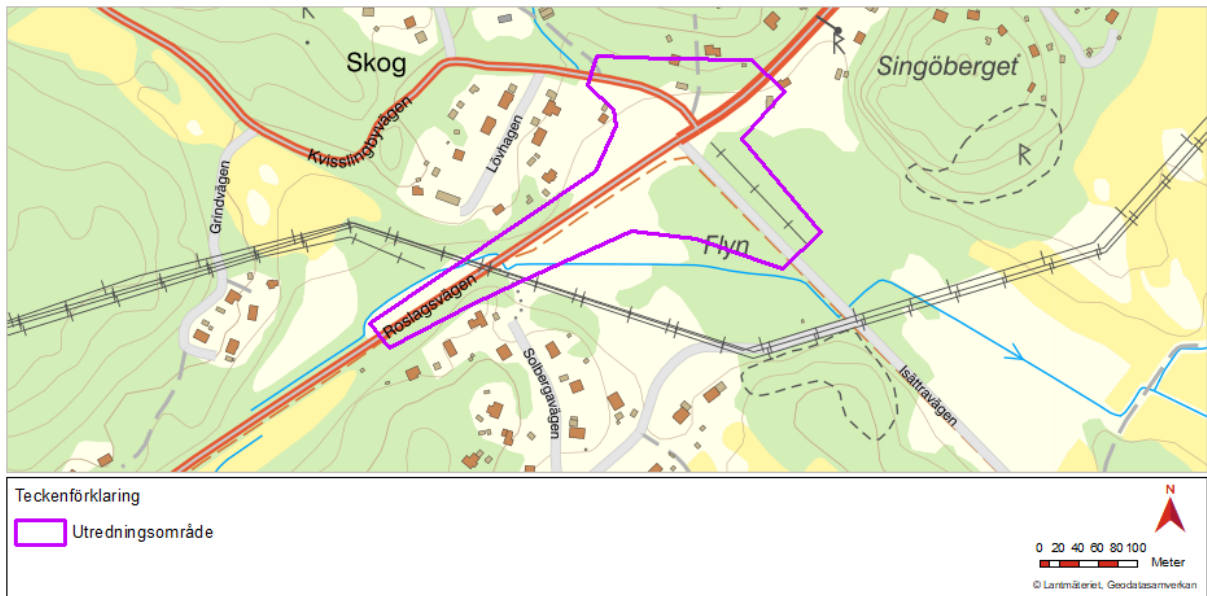 R
R
Skog
Singöberget
Kvisslingbyvägen
Lövhagen
R
Grindvägen
Flyn
Roslagsvägen
Solbergavägen
Isättravägen
Teckenförklaring
Utredningsområde
N
0 20 40 60 80 100
Meter
© Lantmäteriet, Geodatasamverkan